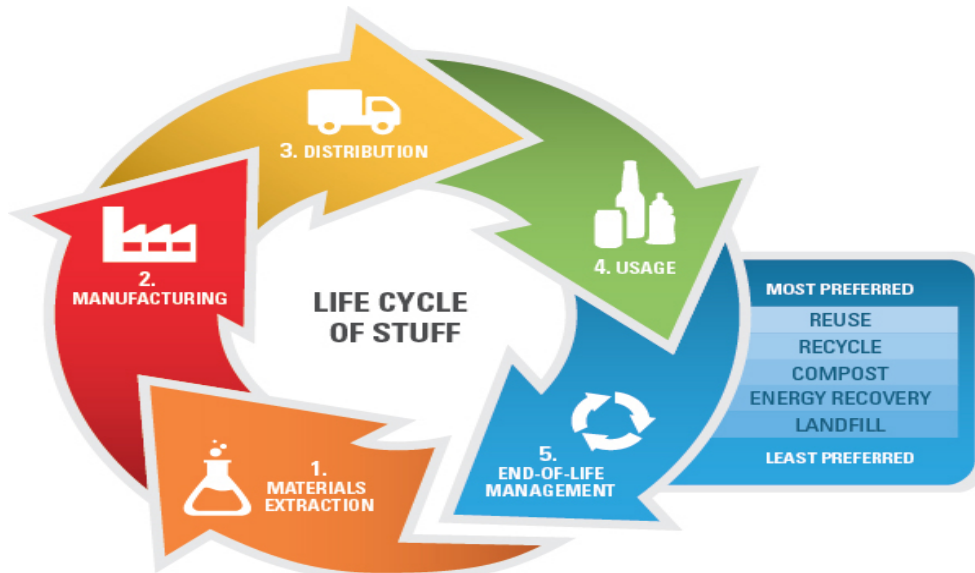 LIFE CYCLE
OF STUFF
1.
MATERIALS
EXTRACTION
2.
MANUFACTURING
3. DISTRIBUTION
4. USAGE
5.
END-OF-LIFE
MANAGEMENT
MOST PREFERRED
REUSE
RECYCLE
COMPOST
ENERGY RECOVERY
LANDFILL
LEAST PREFERRED